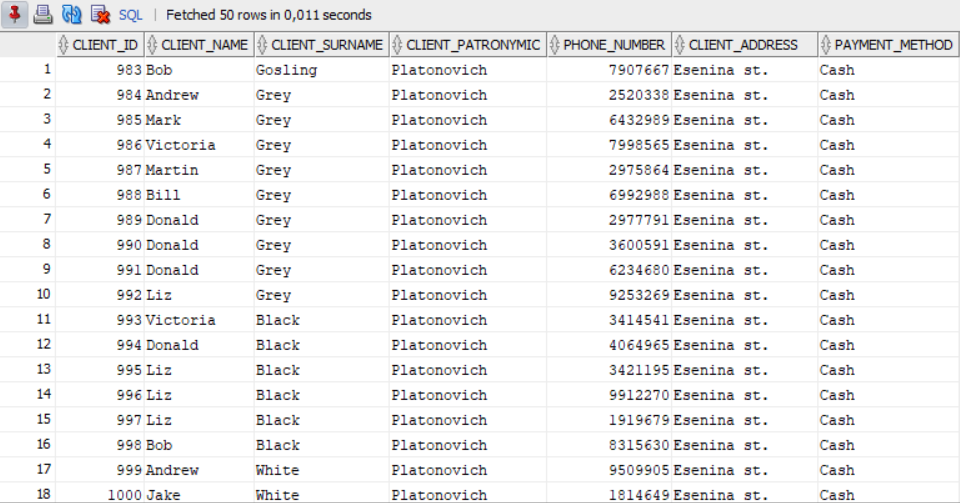 SQL | Fetched 50 rows in 0,011 seconds
CLIENT_ID CLIENT_NAME CLIENT_SURNAME CLIENT_PATRONYMIC PHONE_NUMBER CLIENT_ADDRESS PAYMENT_METHOD
1 983 Bob Gosling Platonovich 7907667 Esenina st. Cash
2 984 Andrew Grey Platonovich 2520338 Esenina st. Cash
3 985 Mark Grey Platonovich 6432989 Esenina st. Cash
4 986 Victoria Grey Platonovich 7998565 Esenina st. Cash
5 987 Martin Grey Platonovich 2975864 Esenina st. Cash
6 988 Bill Grey Platonovich 6992988 Esenina st. Cash
7 989 Donald Grey Platonovich 2977791 Esenina st. Cash
8 990 Donald Grey Platonovich 3600591 Esenina st. Cash
9 991 Donald Grey Platonovich 6234680 Esenina st. Cash
10 992 Liz Grey Platonovich 9253269 Esenina st. Cash
11 993 Victoria Black Platonovich 3414541 Esenina st. Cash
12 994 Donald Black Platonovich 4064965 Esenina st. Cash
13 995 Liz Black Platonovich 3421195 Esenina st. Cash
14 996 Liz Black Platonovich 9912270 Esenina st. Cash
15 997 Liz Black Platonovich 1919679 Esenina st. Cash
16 998 Bob Black Platonovich 8315630 Esenina st. Cash
17 999 Andrew White Platonovich 9509905 Esenina st. Cash
18 1000 Jake White Platonovich 1814649 Esenina st. Cash